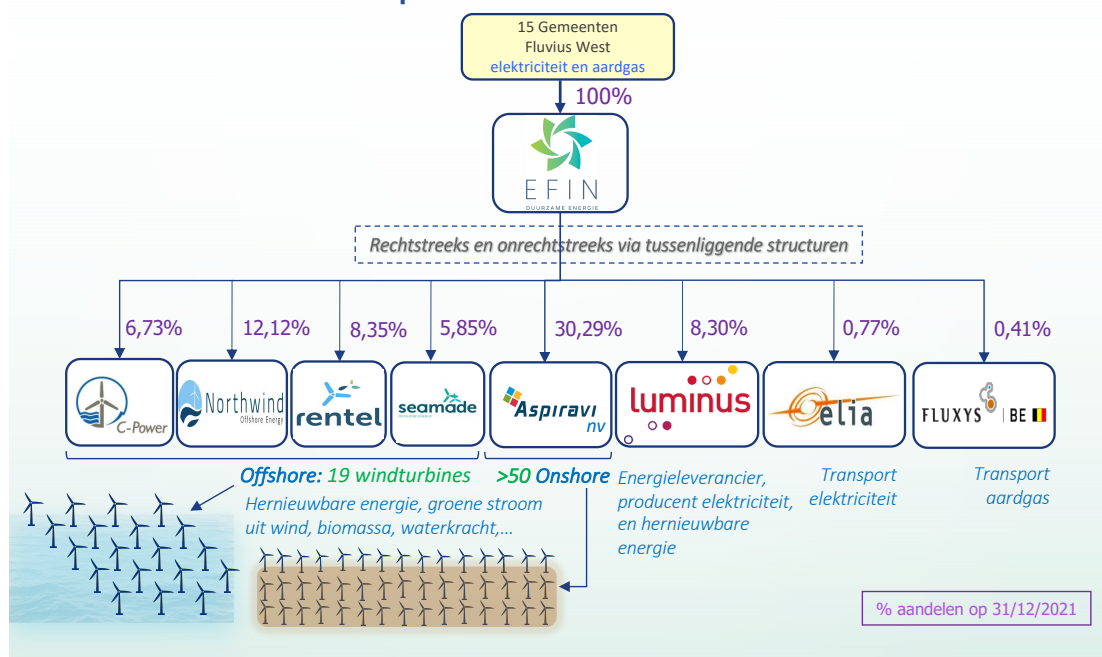 15 Gemeenten
Fluvius West
elektriciteit en aardgas
100%
EFIN
DUURZAME ENERGIE
Rechtstreeks en onrechtstreeks via tussenliggende structuren
6,73%
12,12%
8,35%
5,85%
30,29%
8,30%
0,77%
0,41%
C-Power
Northwind
Offshore Energy
rentel
seamade
Aspiravi
nv
luminus
elia
FLUXYS | BE
Offshore: 19 windturbines
>50 Onshore
Hernieuwbare energie, groene stroom
uit wind, biomassa, waterkracht,...
Energieleverancier,
producent elektriciteit,
en hernieuwbare
energie
Transport
elektriciteit
Transport
aardgas
% aandelen op 31/12/2021